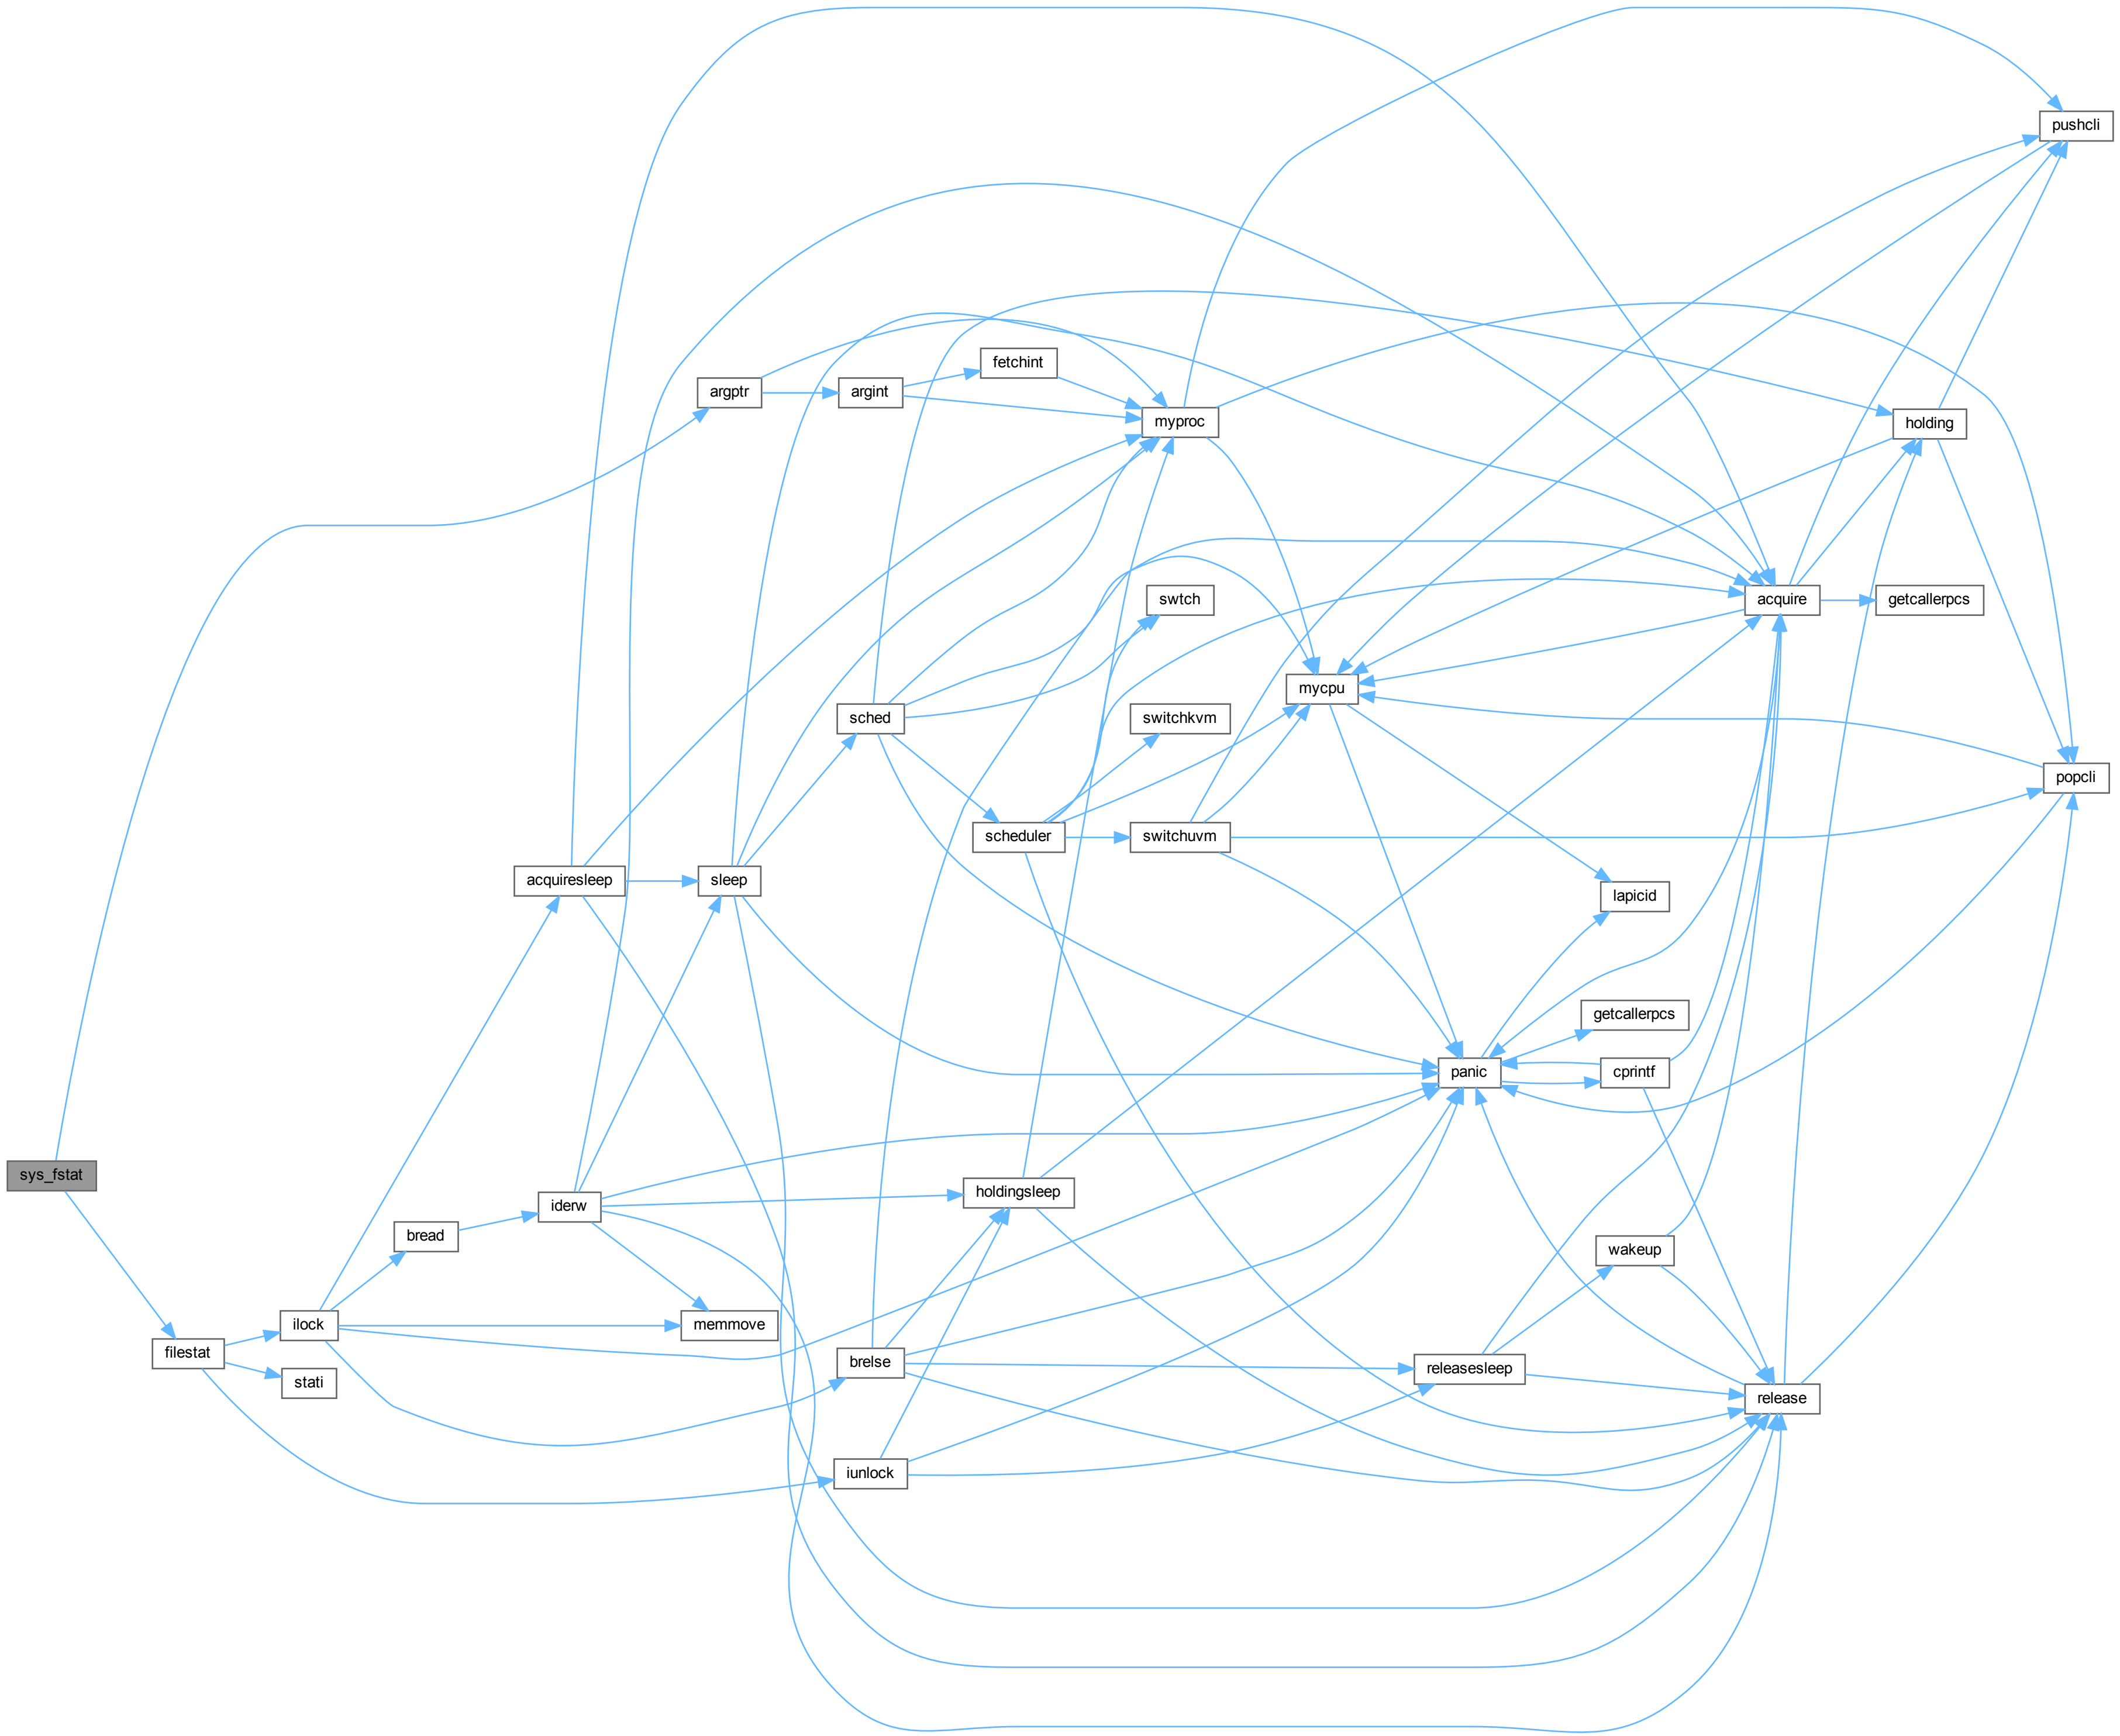 pushcli
fetchint
argptr
argint
myproc
holding
swtch
acquire
getcallerpcs
mycpu
sched
switchkvm
popcli
scheduler
switchuvm
acquiresleep
sleep
lapicid
getcallerpcs
panic
cprintf
sys_fstat
holdingsleep
iderw
bread
wakeup
ilock
memmove
filestat
brelse
releasesleep
stati
release
iunlock